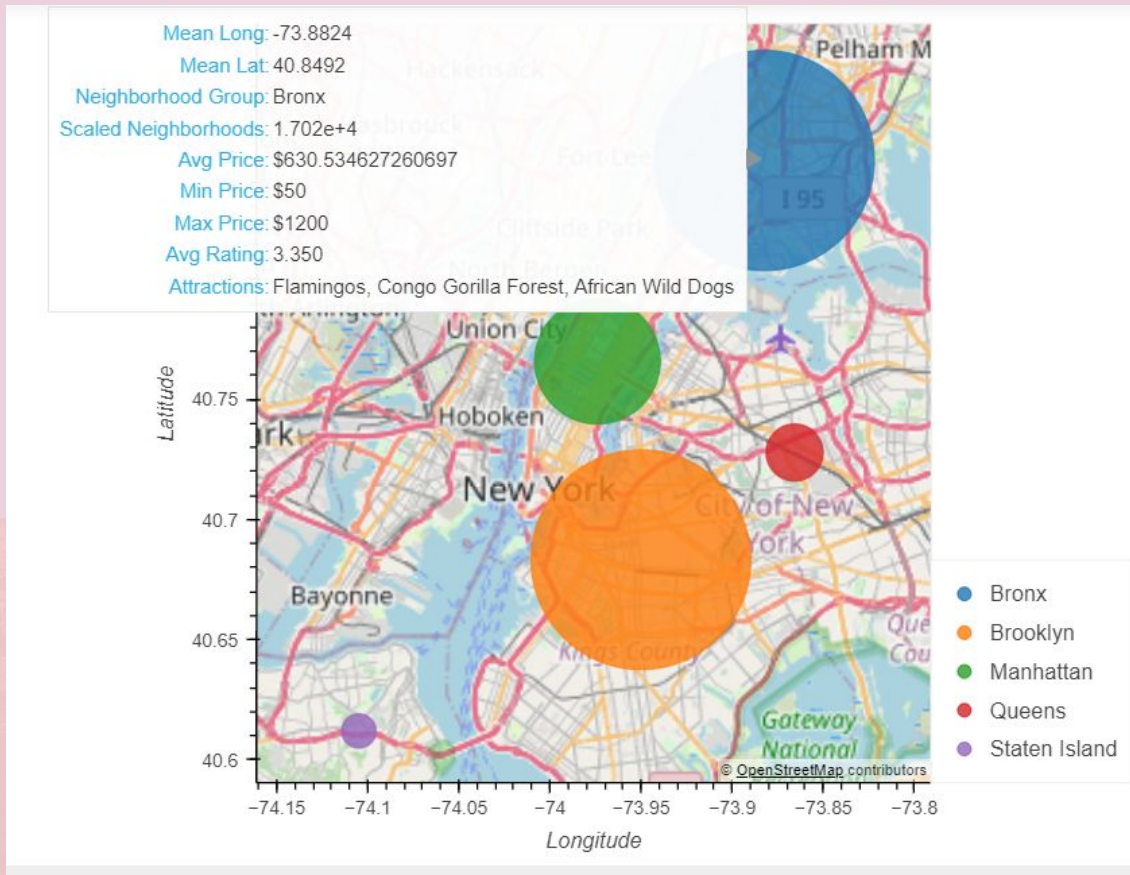 Mean Long: -73.8824
Mean Lat: 40.8492
Neighborhood Group: Bronx
Scaled Neighborhoods: 1.702e+4
Avg Price: $630.534627260697
Min Price: $50
Max Price: $1200
Avg Rating: 3.350
Attractions: Flamingos, Congo Gorilla Forest, African Wild Dogs
Pelham M
Hackensack
Fort Lee
I 95
Cliffside Park
North Bergen
Union City
Hoboken
New York
City of New
York
Bayonne
Kings County
Gateway
National
© OpenStreetMap contributors
Latitude
40.75
40.7
40.65
40.6
−74.15
−74.1
−74.05
−74
−73.95
−73.9
−73.85
−73.8
Longitude
Bronx
Brooklyn
Manhattan
Queens
Staten Island